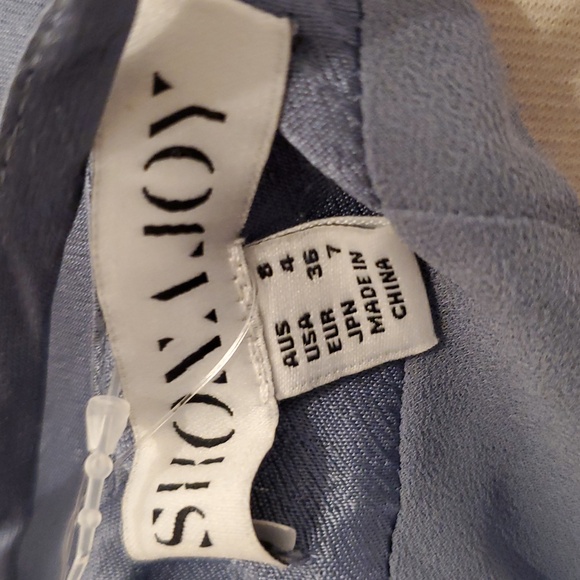 SHONA JOY
AUS 8
USA 4
EUR 36
JPN 7
MADE IN
CHINA